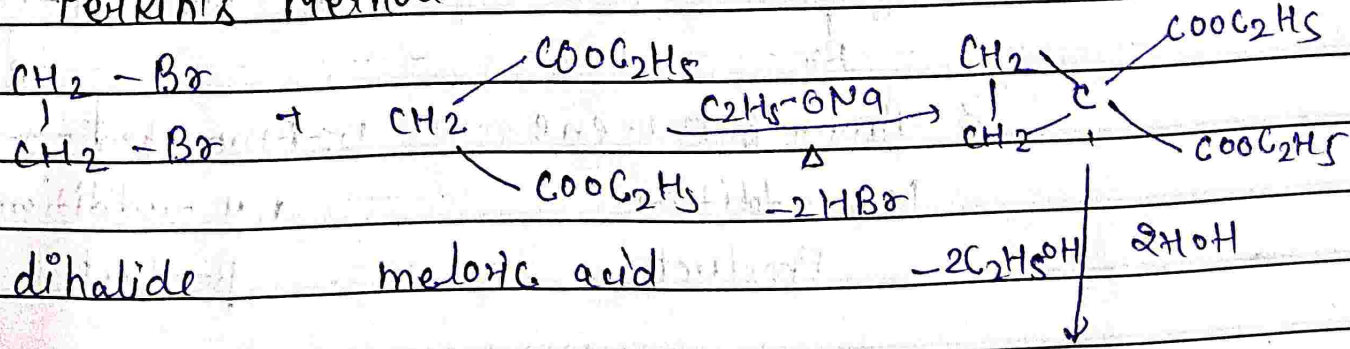 Perkin's Method
CH2 - Br + CH2 COOC2H5 COOC2H5 C2H5-ONa Δ -2HBr CH2 CH2 C COOC2H5 COOC2H5
CH2 - Br
dihalide meloric acid -2C2H5OH 2HOH